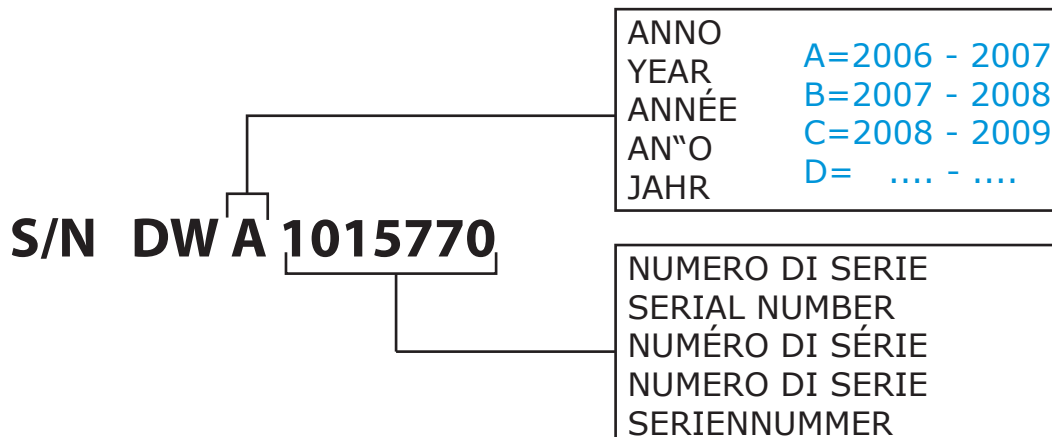 ANNO
YEAR
ANNÉE
AN‟O
JAHR
A=2006 - 2007
B=2007 - 2008
C=2008 - 2009
D= .... - ....
S/N DW A 1015770
NUMERO DI SERIE
SERIAL NUMBER
NUMÉRO DI SÉRIE
NUMERO DI SERIE
SERIENNUMMER